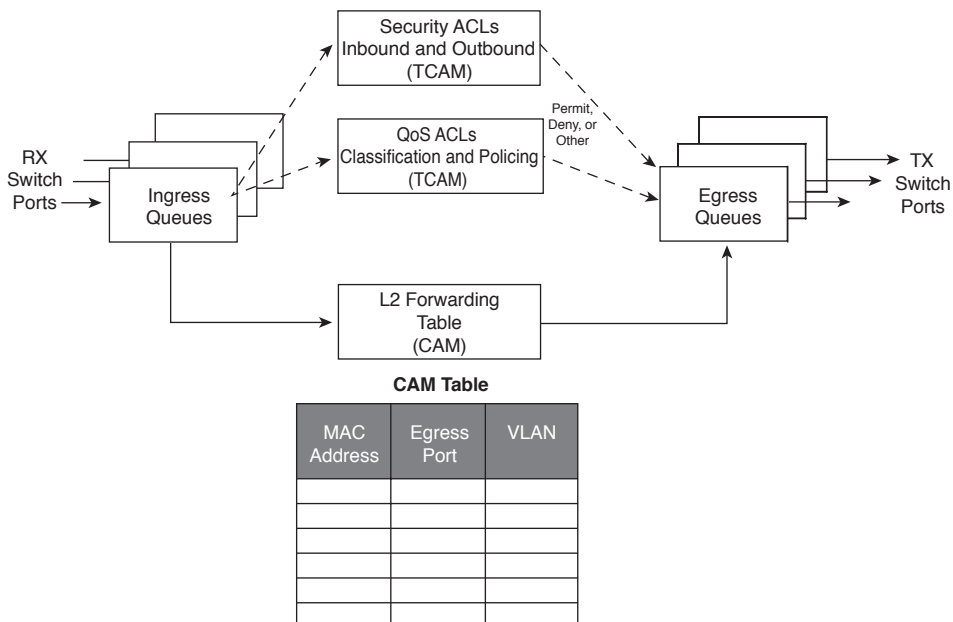 Security ACLs
Inbound and Outbound
(TCAM)
Permit,
Deny, or
Other
QoS ACLs
Classification and Policing
(TCAM)
RX
Switch
Ports
Ingress
Queues
Egress
Queues
TX
Switch
Ports
L2 Forwarding
Table
(CAM)
CAM Table
MAC
Address
Egress
Port
VLAN